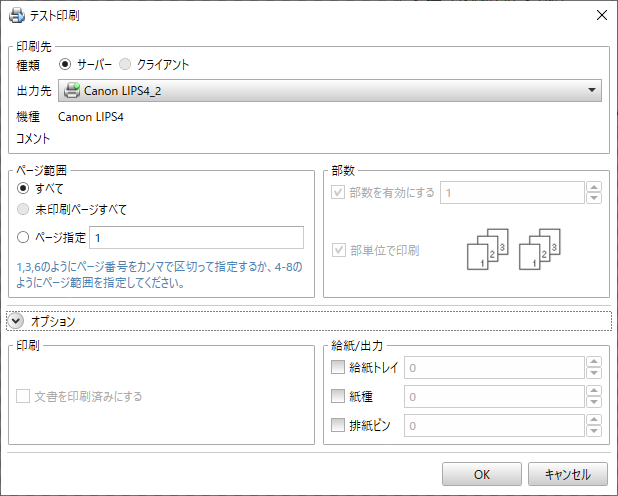 テスト印刷
印刷先
種類 サーバー クライアント
出力先 Canon LIPS4_2
機種 Canon LIPS4
コメント
ページ範囲
すべて
未印刷ページすべて
ページ指定 1
1,3,6のようにページ番号をカンマで区切って指定するか、4-8の
ようにページ範囲を指定してください。
部数
部数を有効にする 1
部単位で印刷
1 2 3 1 2 3
オプション
印刷
文書を印刷済みにする
給紙/出力
給紙トレイ 0
紙種 0
排紙ビン 0
OK キャンセル